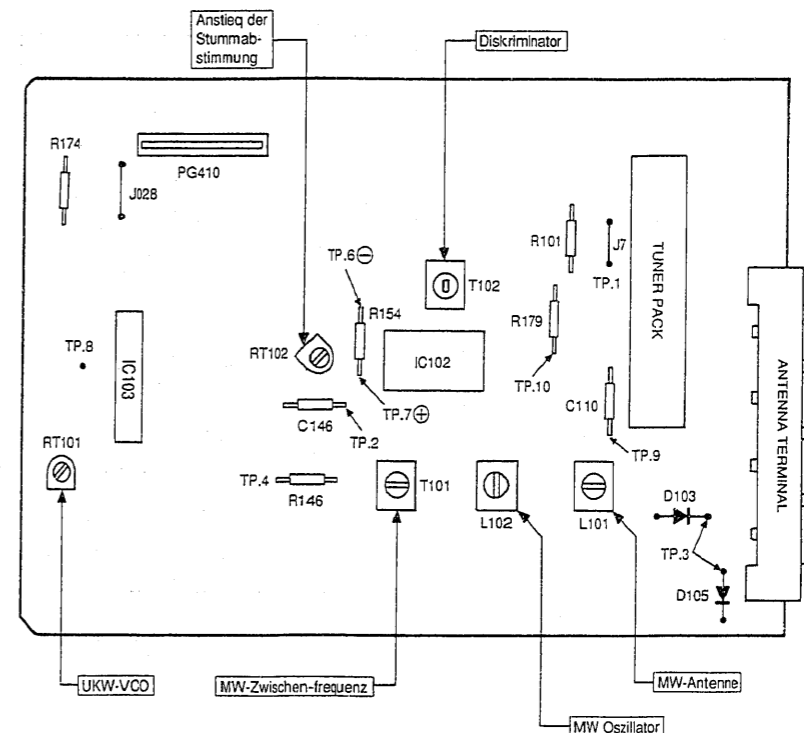 Anstieq der
Stummab-
stimmung
Diskriminator
R174
J028
PG410
R101
J7
TP.1
TUNER PACK
TP.6⊖
T102
R154
R179
RT102
IC102
TP.8
IC103
TP.10
ANTENNA TERMINAL
TP.7⊕
C110
C146
TP.2
RT101
TP.9
TP.4
R146
T101
L102
L101
D103
TP.3
D105
UKW-VCO
MW-Zwischen-frequenz
MW-Antenne
MW Oszillator